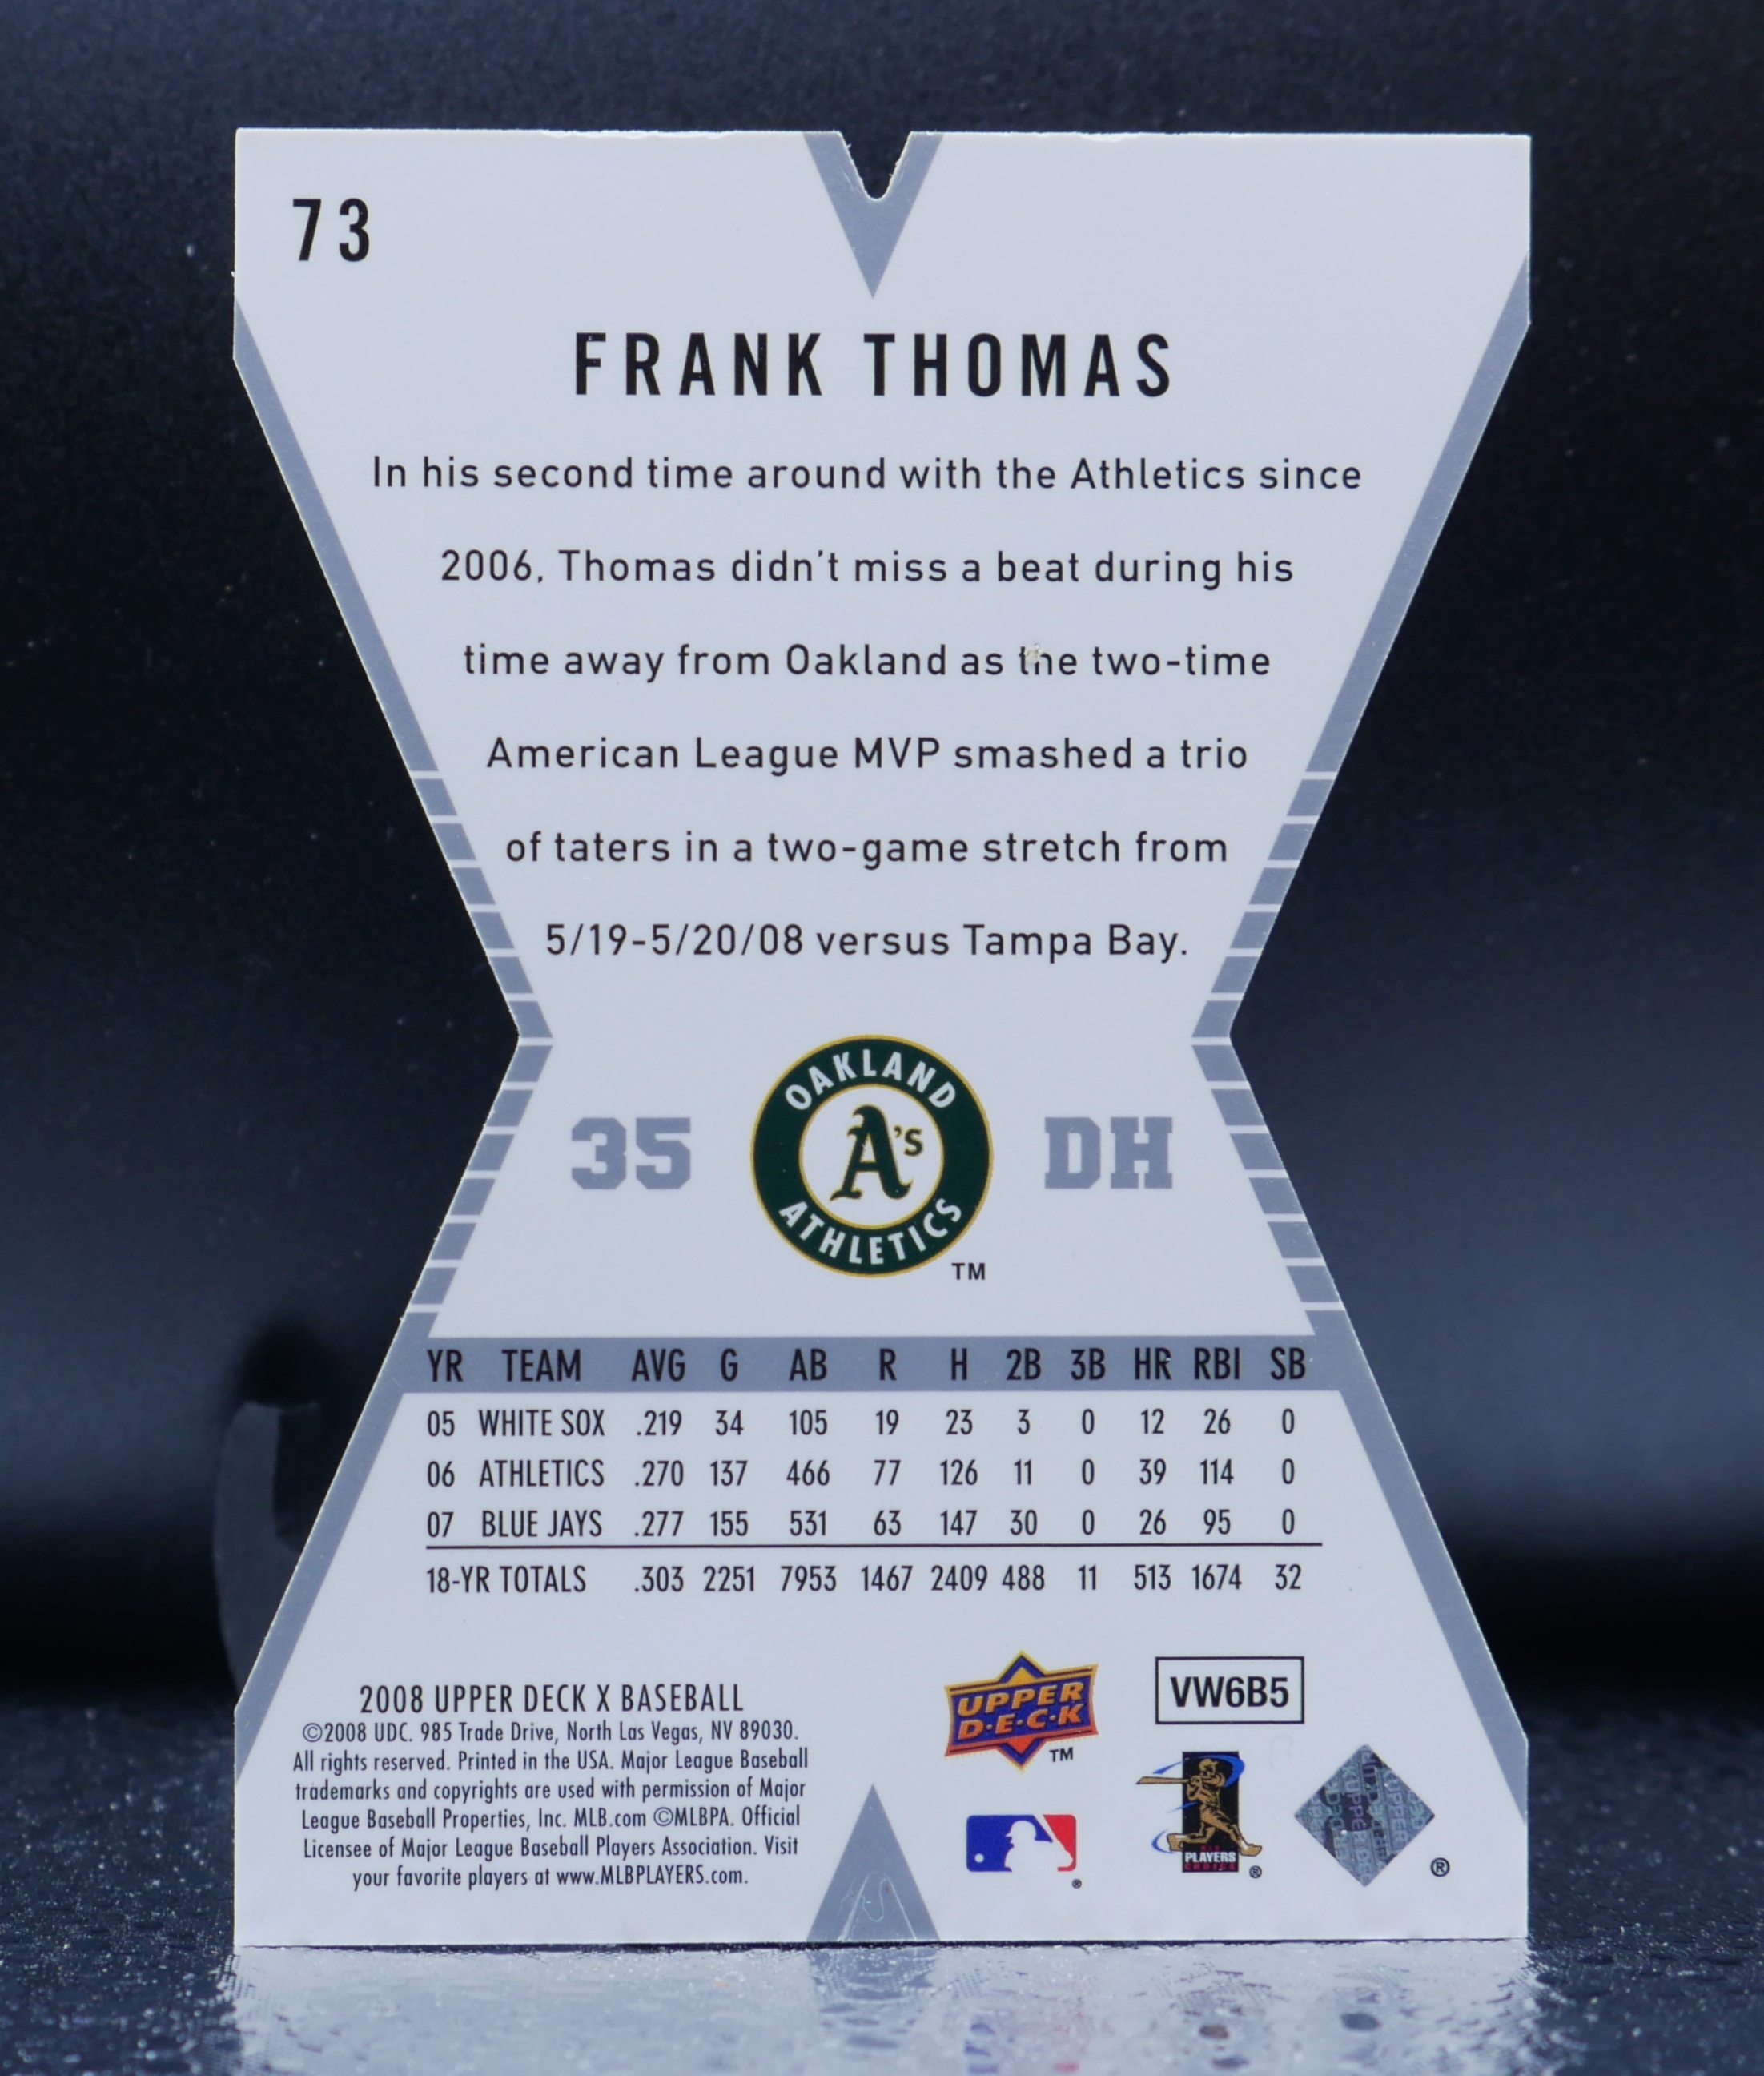 73
FRANK THOMAS
In his second time around with the Athletics since
2006, Thomas didn't miss a beat during his
time away from Oakland as the two-time
American League MVP smashed a trio
of taters in a two-game stretch from
5/19-5/20/08 versus Tampa Bay.
35 OAKLAND A's ATHLETICS TM DH
YR TEAM AVG G AB R H 2B 3B HR RBI SB
05 WHITE SOX .219 34 105 19 23 3 0 12 26 0
06 ATHLETICS .270 137 466 77 126 11 0 39 114 0
07 BLUE JAYS .277 155 531 63 147 30 0 26 95 0
18-YR TOTALS .303 2251 7953 1467 2409 488 11 513 1674 32
2008 UPPER DECK X BASEBALL
©2008 UDC. 985 Trade Drive, North Las Vegas, NV 89030.
All rights reserved. Printed in the USA. Major League Baseball
trademarks and copyrights are used with permission of Major
League Baseball Properties, Inc. MLB.com ©MLBPA. Official
Licensee of Major League Baseball Players Association. Visit
your favorite players at www.MLBPLAYERS.com.
UPPER
D·E·C·K TM
VW6B5
®
PLAYERS
CHOICE ®
®